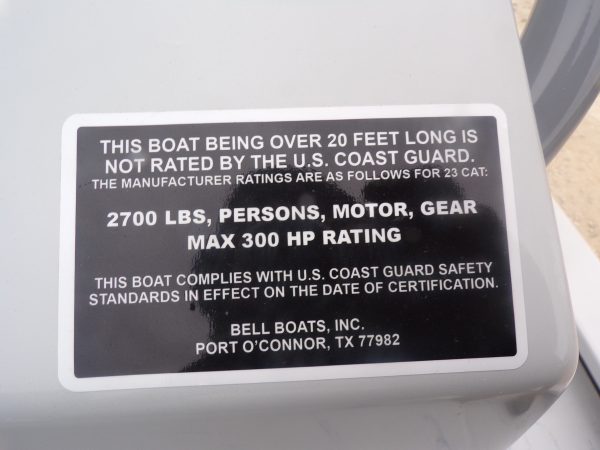 THIS BOAT BEING OVER 20 FEET LONG IS
NOT RATED BY THE U.S. COAST GUARD.
THE MANUFACTURER RATINGS ARE AS FOLLOWS FOR 23 CAT:
2700 LBS, PERSONS, MOTOR, GEAR
MAX 300 HP RATING
THIS BOAT COMPLIES WITH U.S. COAST GUARD SAFETY
STANDARDS IN EFFECT ON THE DATE OF CERTIFICATION.
BELL BOATS, INC.
PORT O'CONNOR, TX 77982